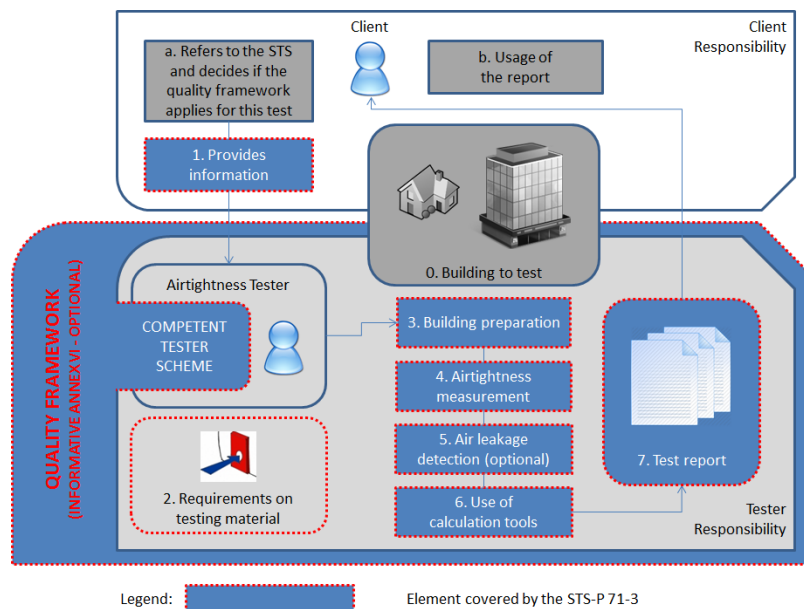 Client
Client
Responsibility
a. Refers to the STS
and decides if the
quality framework
applies for this test
b. Usage of
the report
1. Provides
information
0. Building to test
Airtightness Tester
COMPETENT
TESTER
SCHEME
QUALITY FRAMEWORK
(INFORMATIVE ANNEX VI - OPTIONAL)
3. Building preparation
4. Airtightness
measurement
5. Air leakage
detection (optional)
6. Use of
calculation tools
2. Requirements on
testing material
7. Test report
Tester
Responsibility
Legend:
Element covered by the STS-P 71-3